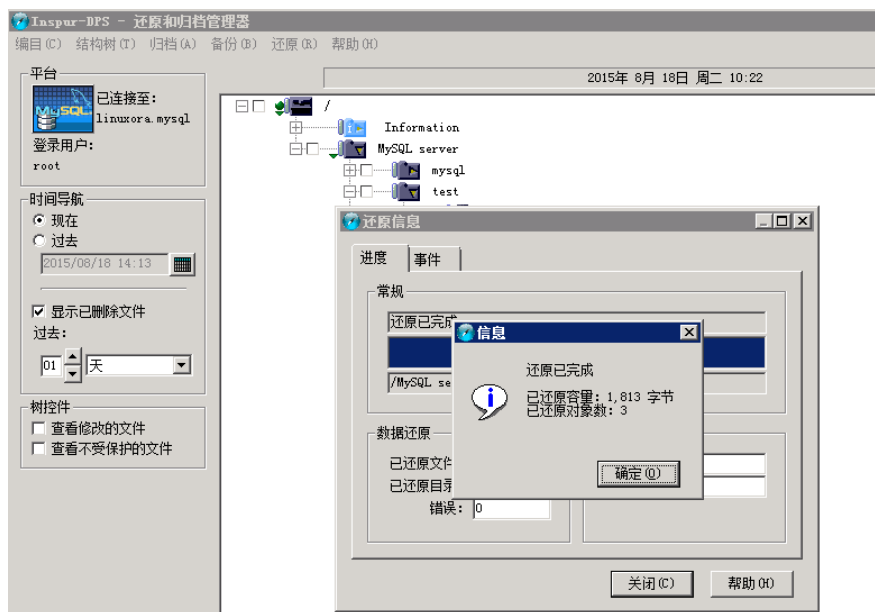 Inspur-DPS - 还原和归档管理器
编目(C) 结构树(T) 归档(A) 备份(B) 还原(R) 帮助(H)
平台
MySQL
已连接至:
linuxora.mysql
登录用户:
root
2015年 8月 18日 周二 10:22
/
Information
MySQL server
mysql
test
时间导航
现在
过去
2015/08/18 14:13
显示已删除文件
过去:
01 天
树控件
查看修改的文件
查看不受保护的文件
还原信息
进度 事件
常规
还原已完成
/MySQL se
数据还原
已还原文件
已还原目录
错误: 0
信息
还原已完成
已还原容量: 1,813 字节
已还原对象数: 3
确定(O)
关闭(C) 帮助(H)